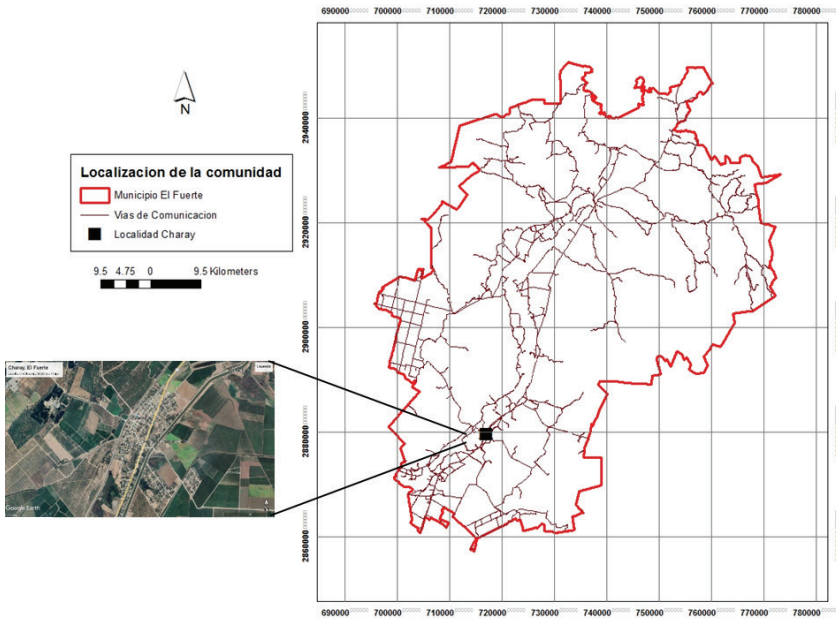 690000 700000 710000 720000 730000 740000 750000 760000 770000 780000
N
Localizacion de la comunidad
Municipio El Fuerte
Vias de Comunicacion
Localidad Charay
9.5 4.75 0 9.5 Kilometers
2940000
2920000
2900000
2880000
2860000
Charay, El Fuerte
Google Earth
690000 700000 710000 720000 730000 740000 750000 760000 770000 780000